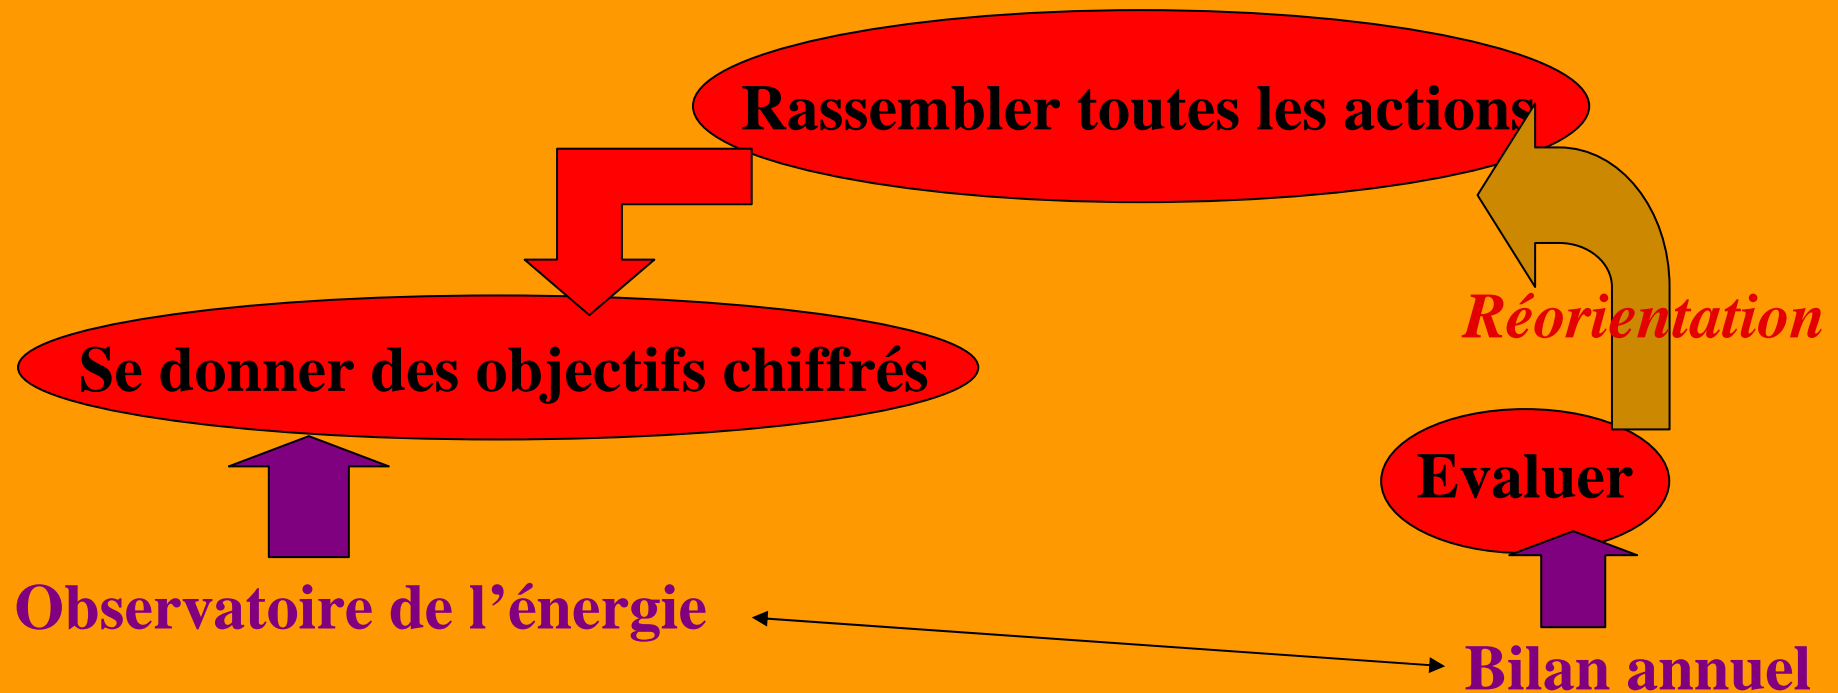 Rassembler toutes les actions
Réorientation
Se donner des objectifs chiffrés
Evaluer
Observatoire de l’énergie
Bilan annuel